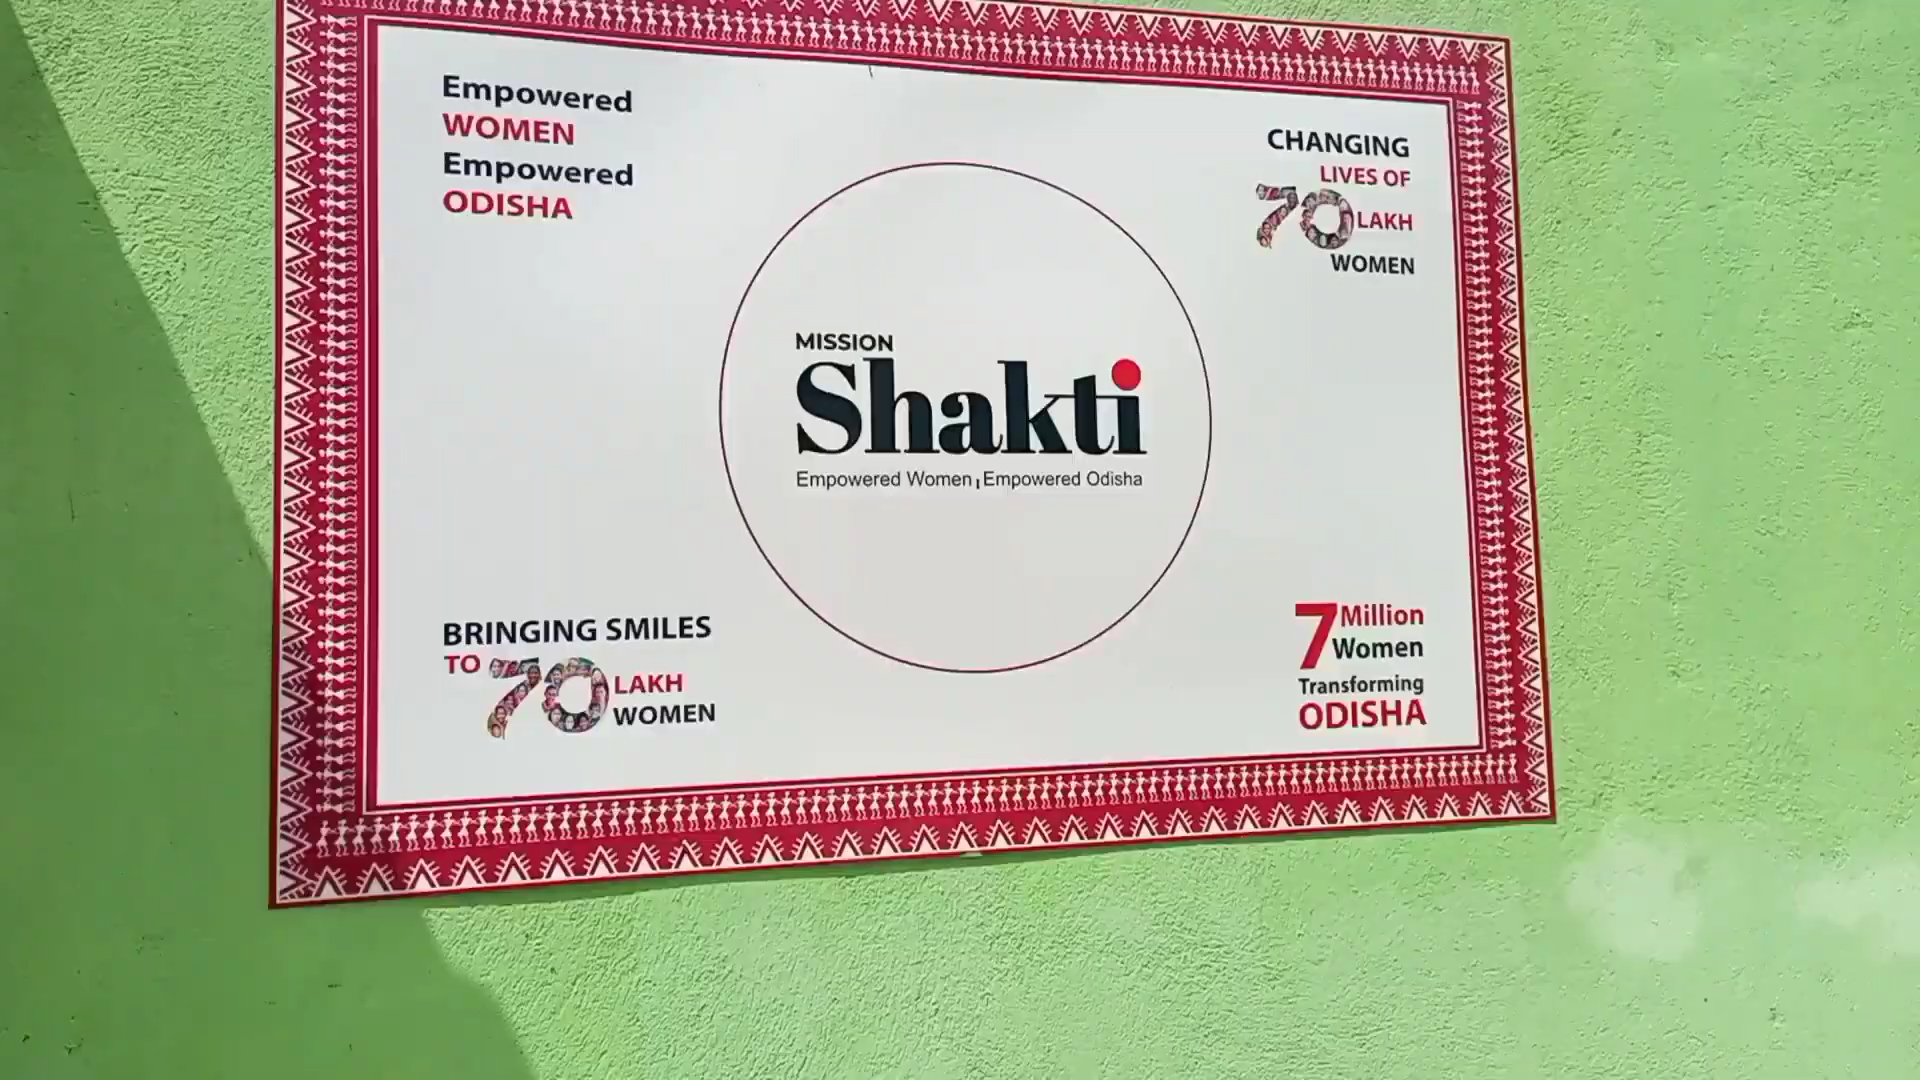 Empowered
WOMEN
Empowered
ODISHA
CHANGING
LIVES OF
70 LAKH
WOMEN
MISSION
Shakti
Empowered Women | Empowered Odisha
BRINGING SMILES
TO 70 LAKH
WOMEN
7 Million
Women
Transforming
ODISHA